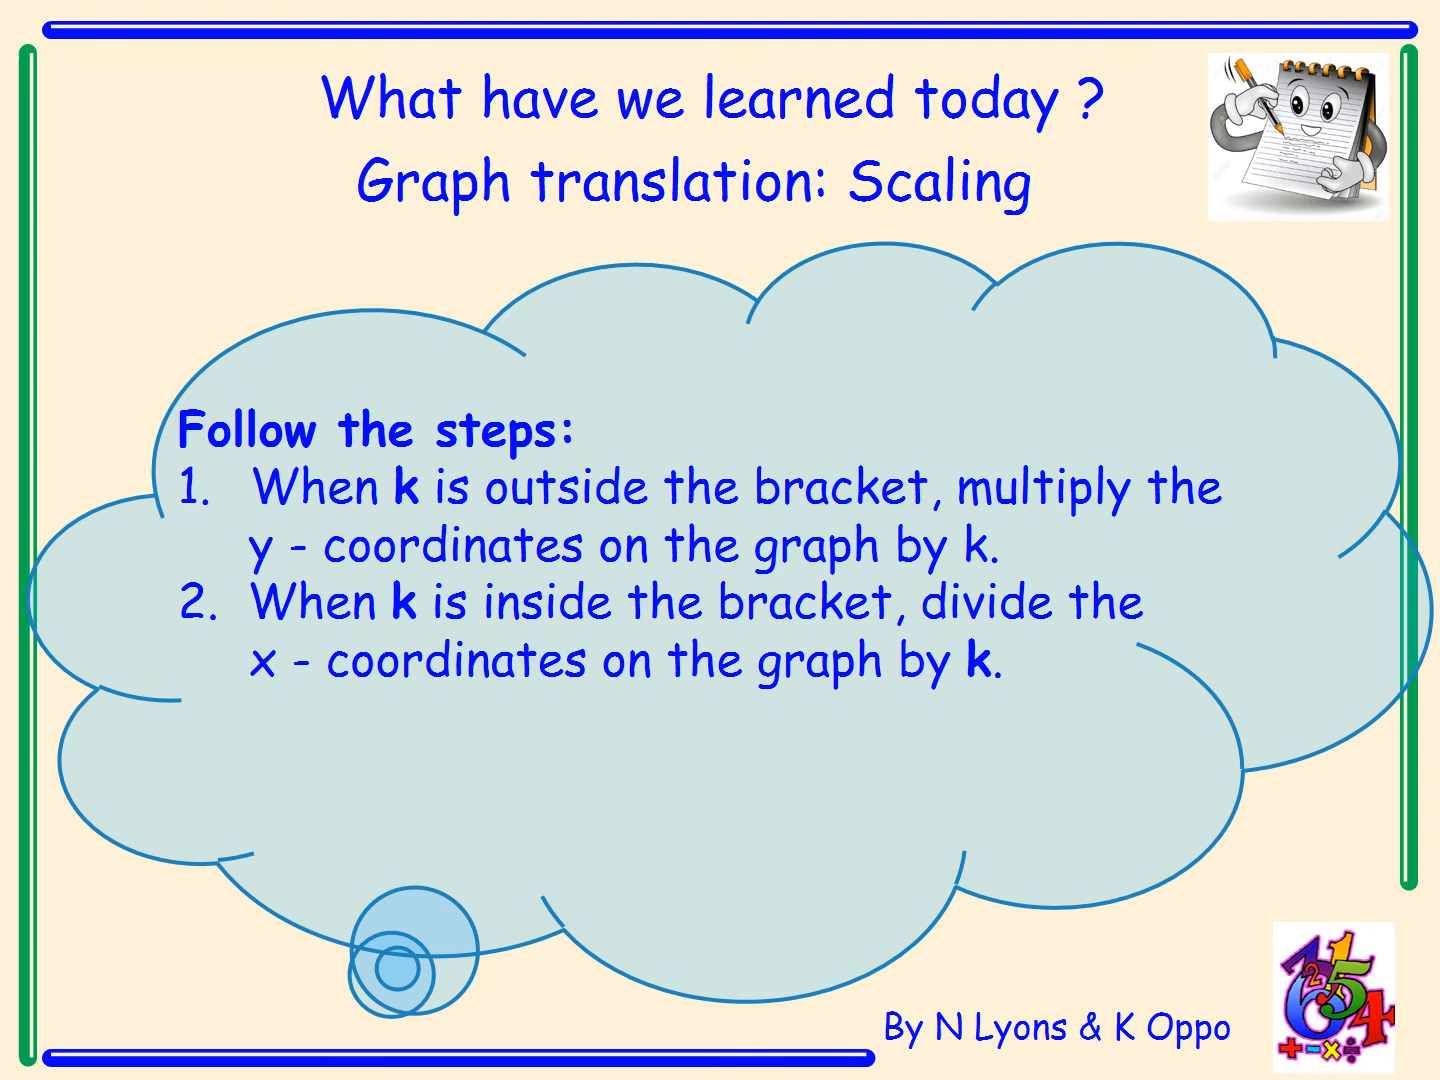 What have we learned today ?
Graph translation: Scaling
Follow the steps:
1. When k is outside the bracket, multiply the
y - coordinates on the graph by k.
2. When k is inside the bracket, divide the
x - coordinates on the graph by k.
By N Lyons & K Oppo